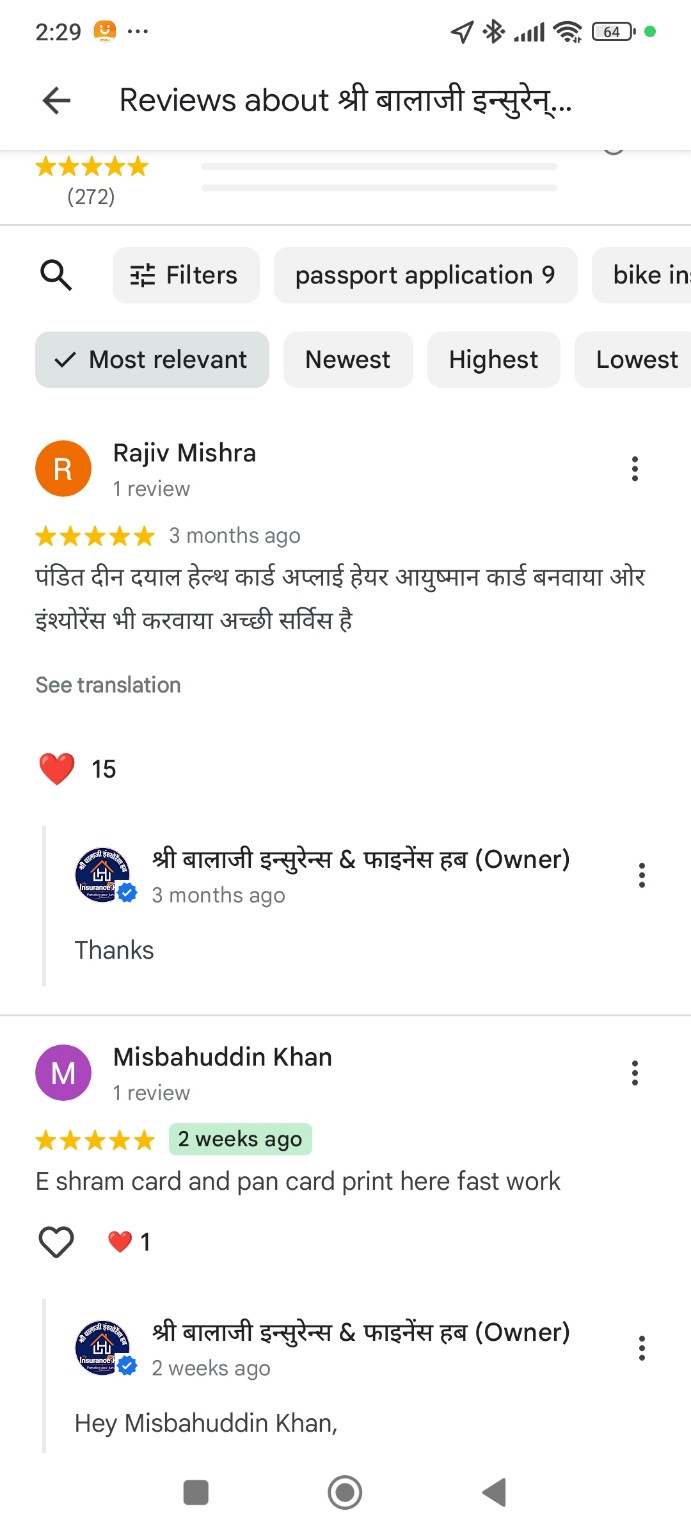 2:29
64
Reviews about श्री बालाजी इन्सुरेन्...
(272)
Filters
passport application 9
bike in
Most relevant
Newest
Highest
Lowest
R
Rajiv Mishra
1 review
3 months ago
पंडित दीन दयाल हेल्थ कार्ड अप्लाई हेयर आयुष्मान कार्ड बनवाया ओर
इंश्योरेंस भी करवाया अच्छी सर्विस है
See translation
15
श्री बालाजी इन्सुरेन्स & फाइनेंस हब (Owner)
3 months ago
Thanks
M
Misbahuddin Khan
1 review
2 weeks ago
E shram card and pan card print here fast work
1
श्री बालाजी इन्सुरेन्स & फाइनेंस हब (Owner)
2 weeks ago
Hey Misbahuddin Khan,